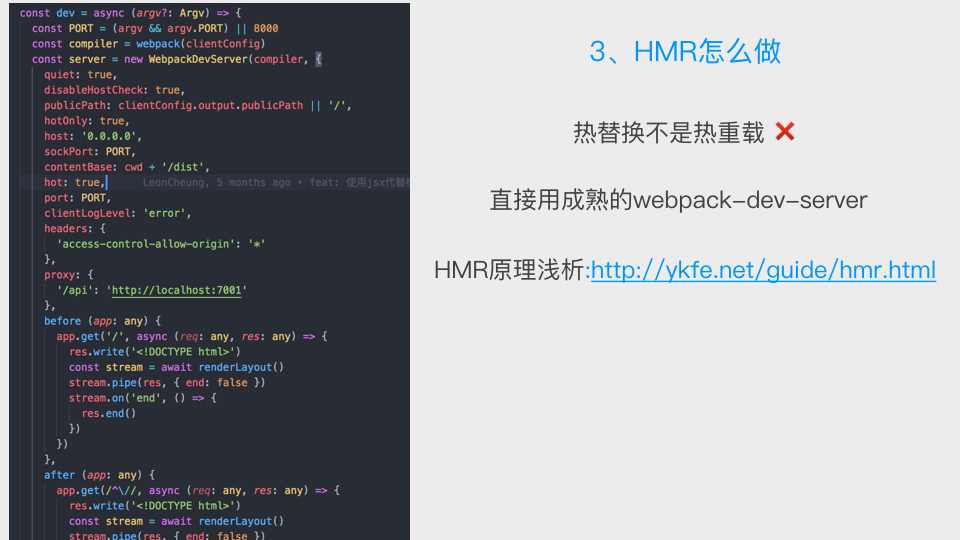 const dev = async (argv?: Argv) => {
const PORT = (argv && argv.PORT) || 8000
const compiler = webpack(clientConfig)
const server = new WebpackDevServer(compiler, {
quiet: true,
disableHostCheck: true,
publicPath: clientConfig.output.publicPath || '/',
hotOnly: true,
host: '0.0.0.0',
sockPort: PORT,
contentBase: cwd + '/dist',
hot: true, LeonCheung, 5 months ago • feat: 使用jsx代替
port: PORT,
clientLogLevel: 'error',
headers: {
'access-control-allow-origin': '*'
},
proxy: {
'/api': 'http://localhost:7001'
},
before (app: any) {
app.get('/', async (req: any, res: any) => {
res.write('<!DOCTYPE html>')
const stream = await renderLayout()
stream.pipe(res, { end: false })
stream.on('end', () => {
res.end()
})
})
},
after (app: any) {
app.get(/^\//, async (req: any, res: any) => {
res.write('<!DOCTYPE html>')
const stream = await renderLayout()
stream.pipe(res, { end: false })
3、HMR怎么做
热替换不是热重载 ❌
直接用成熟的webpack-dev-server
HMR原理浅析:http://ykfe.net/guide/hmr.html